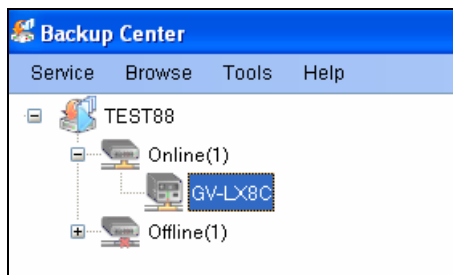 Backup Center
Service Browse Tools Help
TEST88
Online(1)
GV-LX8C
Offline(1)